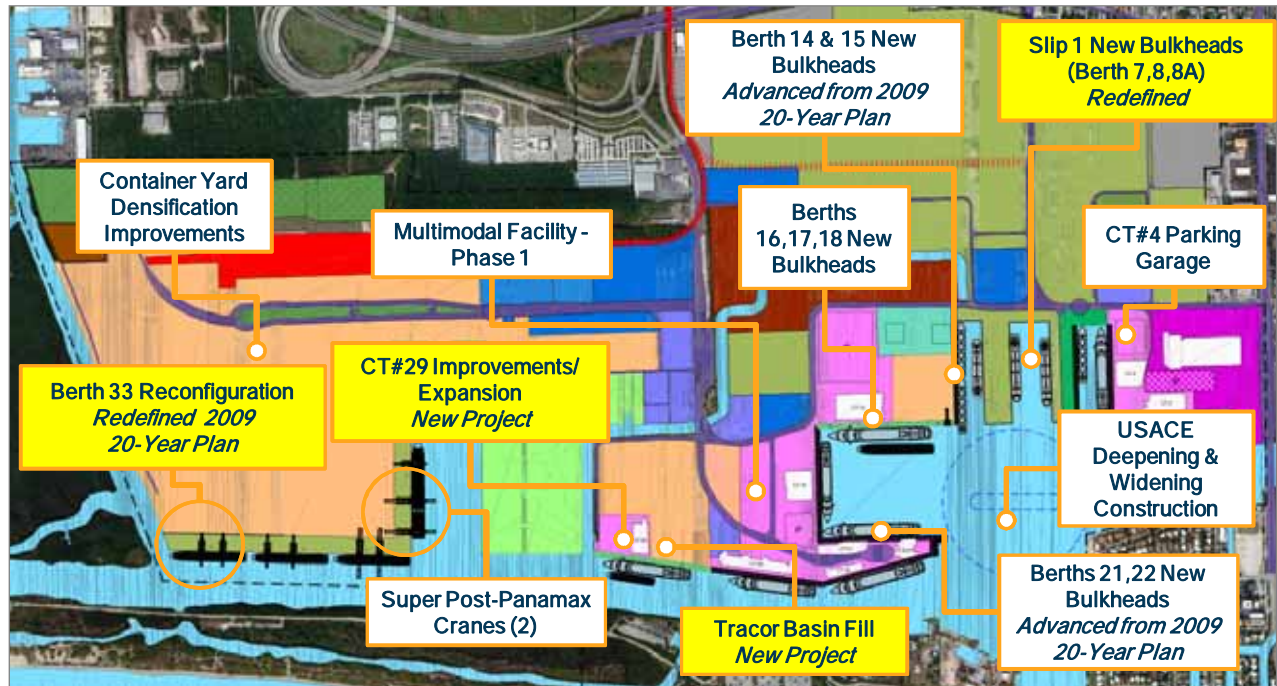 Berth 14 & 15 New
Bulkheads
Advanced from 2009
20-Year Plan
Slip 1 New Bulkheads
(Berth 7,8,8A)
Redefined
Container Yard
Densification
Improvements
Multimodal Facility -
Phase 1
Berths
16,17,18 New
Bulkheads
CT#4 Parking
Garage
Berth 33 Reconfiguration
Redefined 2009
20-Year Plan
CT#29 Improvements/
Expansion
New Project
USACE
Deepening &
Widening
Construction
Super Post-Panamax
Cranes (2)
Tracor Basin Fill
New Project
Berths 21,22 New
Bulkheads
Advanced from 2009
20-Year Plan